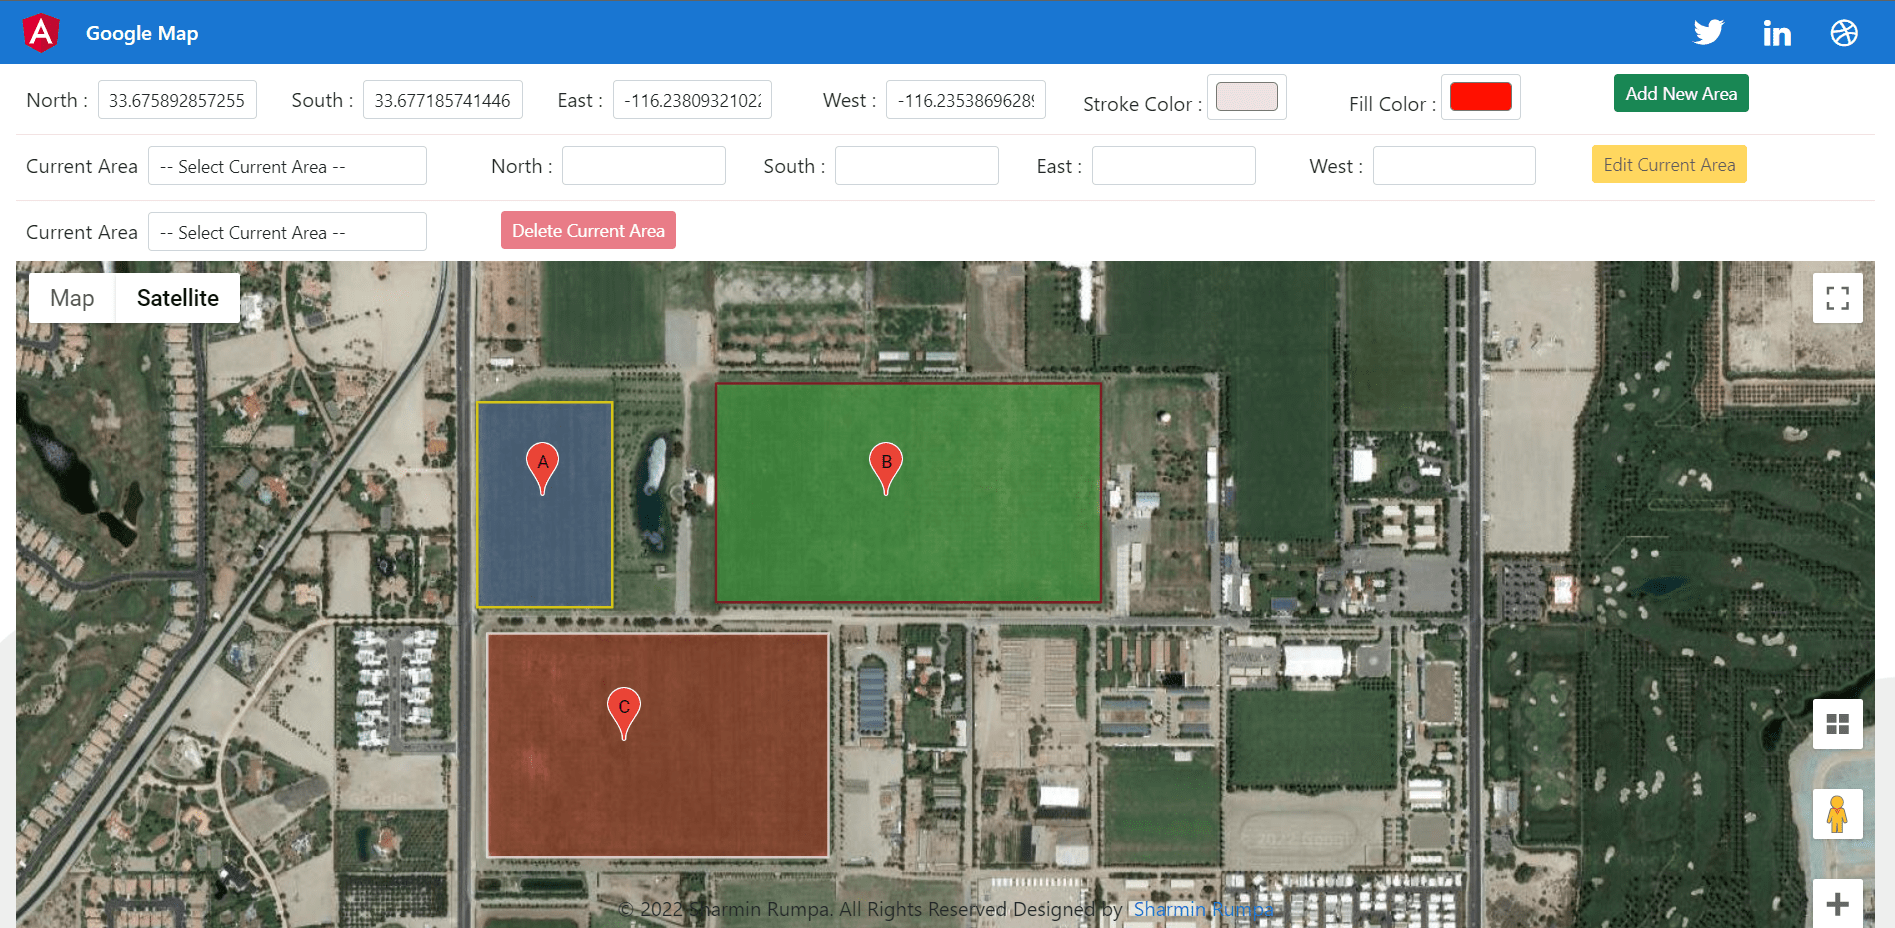 A Google Map
North : 33.675892857255 South : 33.677185741446 East : -116.23809321022 West : -116.23538696289 Stroke Color : Fill Color : Add New Area
Current Area -- Select Current Area -- North : South : East : West : Edit Current Area
Current Area -- Select Current Area -- Delete Current Area
Map Satellite
A
B
C
© 2022 Sharmin Rumpa. All Rights Reserved Designed by Sharmin Rumpa